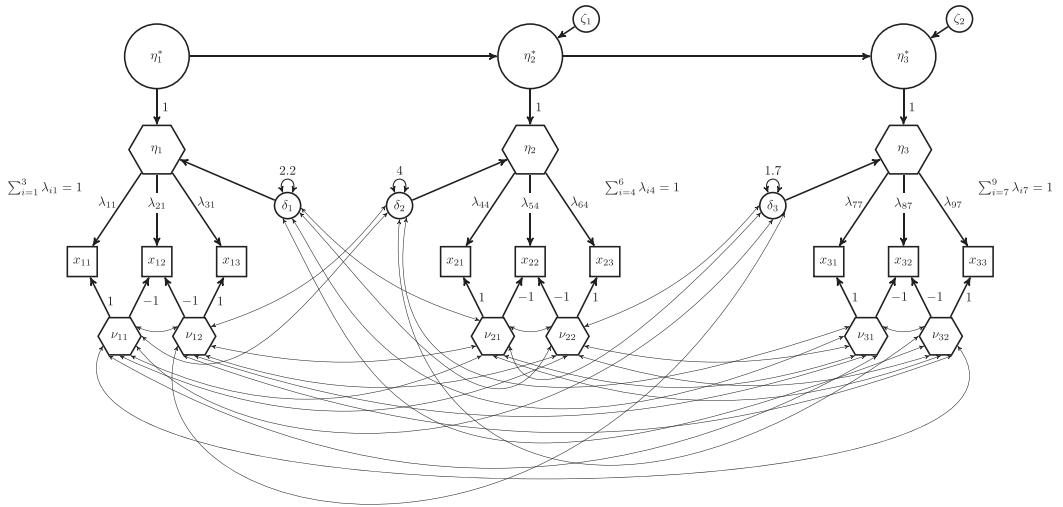 ζ₁ ζ₂
η₁* η₂* η₃*
1 1 1
η₁ η₂ η₃
2.2 4 1.7
∑³ᵢ₌₁ λᵢ₁ = 1 ∑⁶ᵢ₌₄ λᵢ₄ = 1 ∑⁹ᵢ₌₇ λᵢ₇ = 1
λ₁₁ λ₂₁ λ₃₁ δ₁ δ₂ λ₄₄ λ₅₄ λ₆₄ δ₃ λ₇₇ λ₈₇ λ₉₇
x₁₁ x₁₂ x₁₃ x₂₁ x₂₂ x₂₃ x₃₁ x₃₂ x₃₃
1 −1 −1 1 1 −1 −1 1 1 −1 −1 1
ν₁₁ ν₁₂ ν₂₁ ν₂₂ ν₃₁ ν₃₂